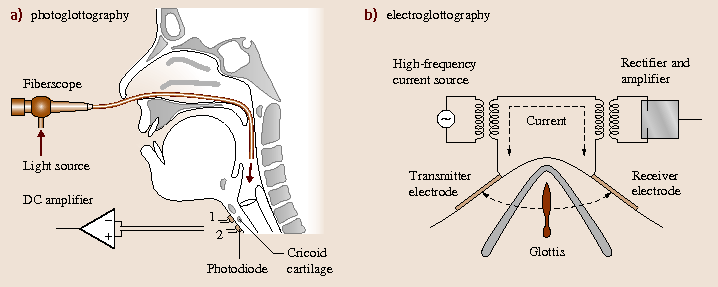 a) photoglottography
Fiberscope
Light source
DC amplifier
−
+
1
2
Photodiode
Cricoid
cartilage
b) electroglottography
High-frequency
current source
Rectifier and
amplifier
~
Current
Transmitter
electrode
Receiver
electrode
Glottis